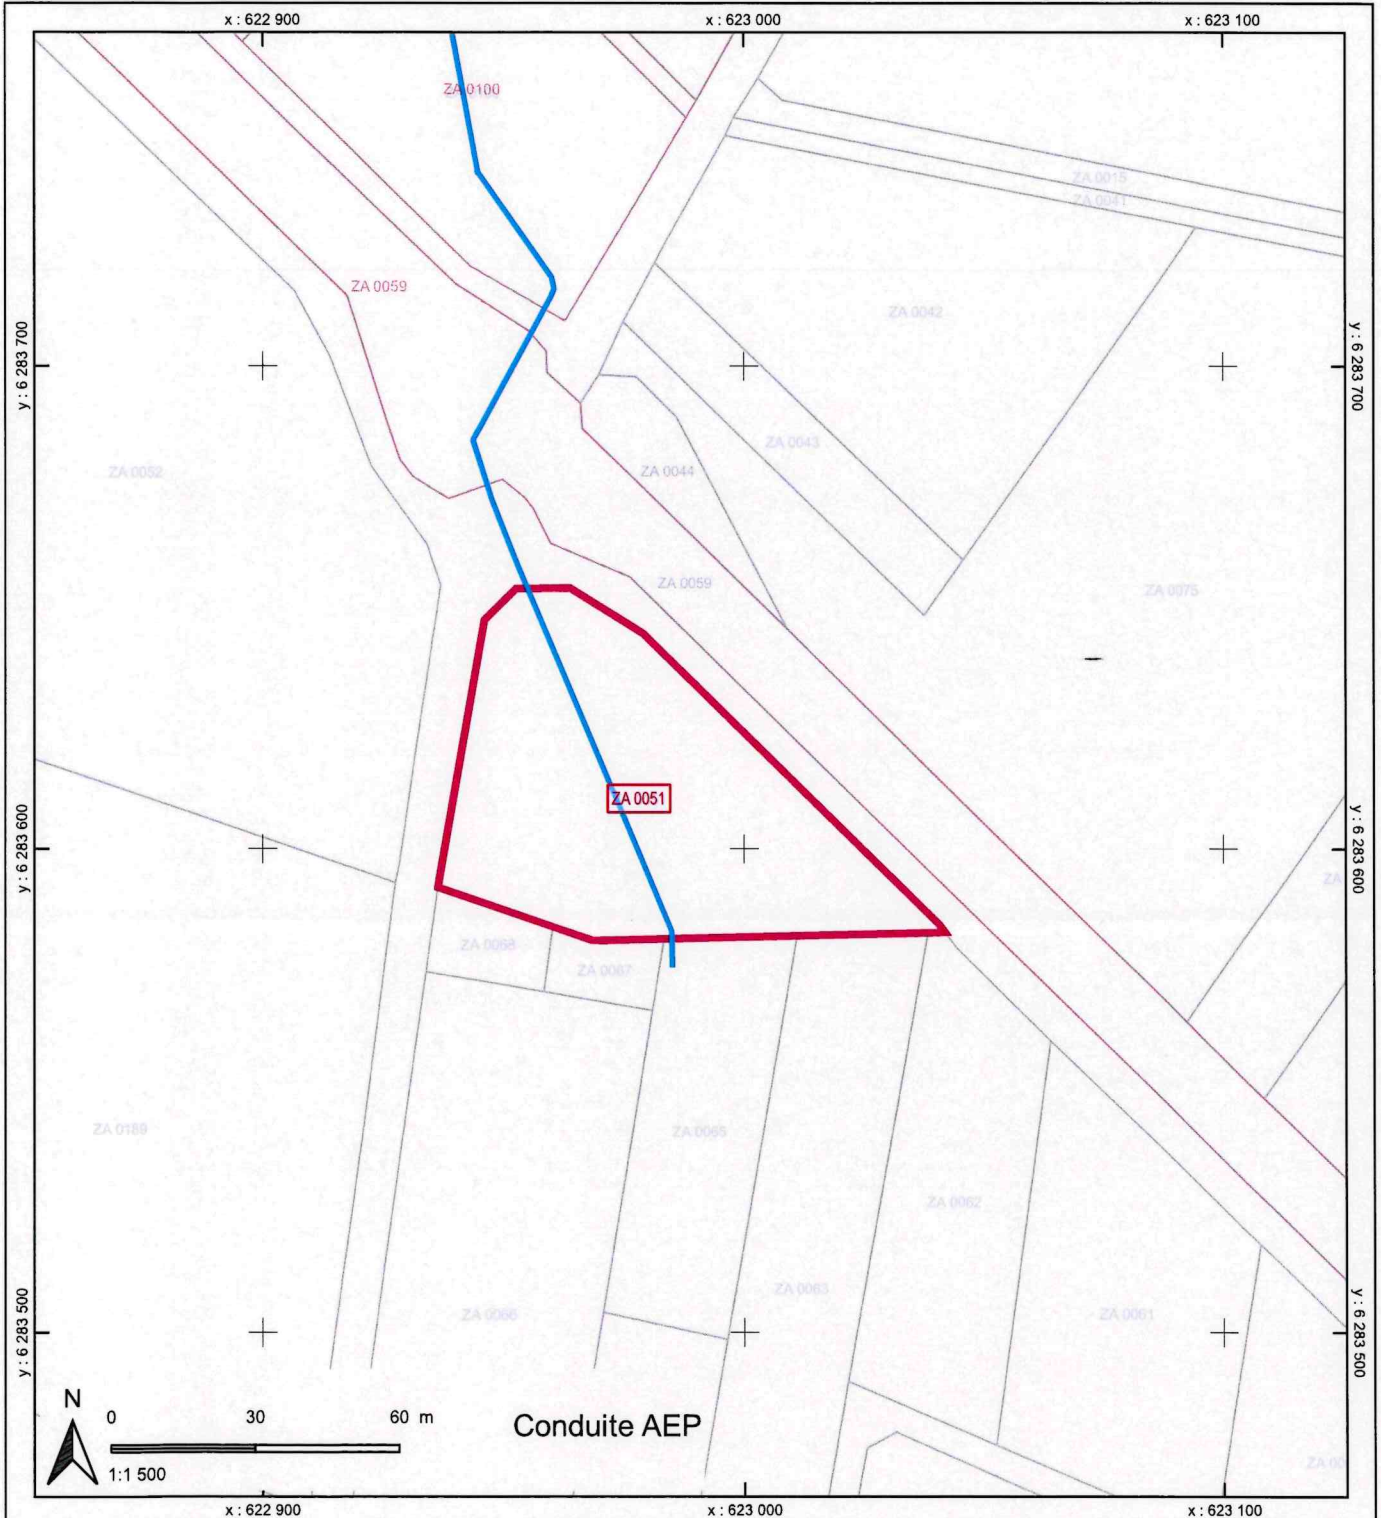 x : 622 900
x : 623 000
x : 623 100
ZA 0100
ZA 0015
ZA 0041
ZA 0059
ZA 0042
y : 6 283 700
y : 6 283 700
ZA 0043
ZA 0052
ZA 0044
ZA 0059
ZA 0075
ZA 0051
y : 6 283 600
y : 6 283 600
ZA
ZA 0068
ZA 0067
ZA 0189
ZA 0065
ZA 0062
ZA 0063
ZA 0066
ZA 0061
y : 6 283 500
y : 6 283 500
N
0 30 60 m
Conduite AEP
1:1 500
ZA 00
x : 622 900
x : 623 000
x : 623 100